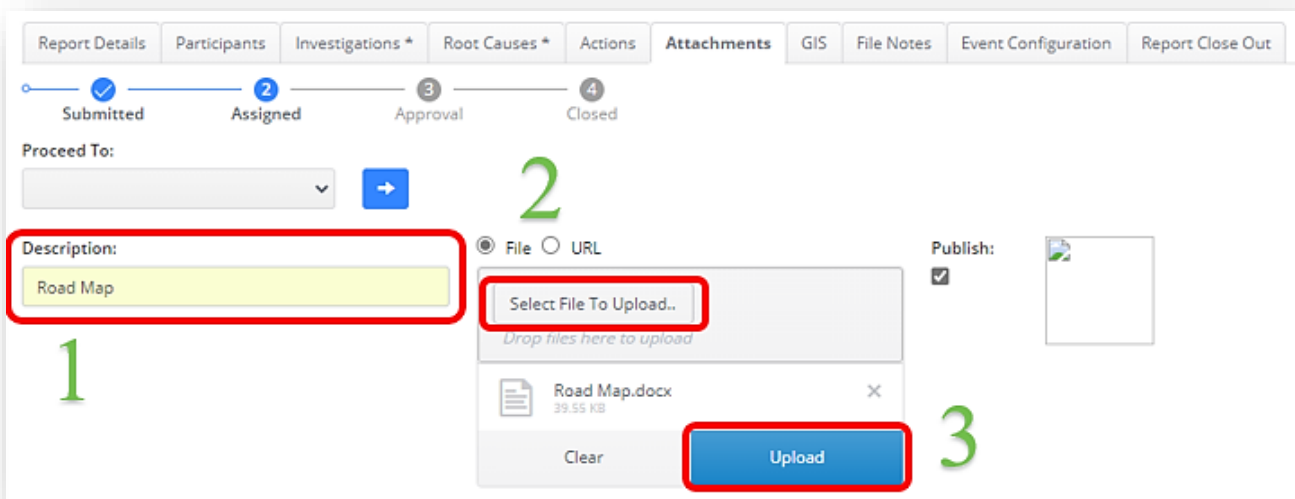 Report Details Participants Investigations * Root Causes * Actions Attachments GIS File Notes Event Configuration Report Close Out
2 3 4
Submitted Assigned Approval Closed
Proceed To:
2
Description:
File URL
Publish:
Road Map
Select File To Upload..
Drop files here to upload
1
Road Map.docx
39.55 KB
Clear Upload
3